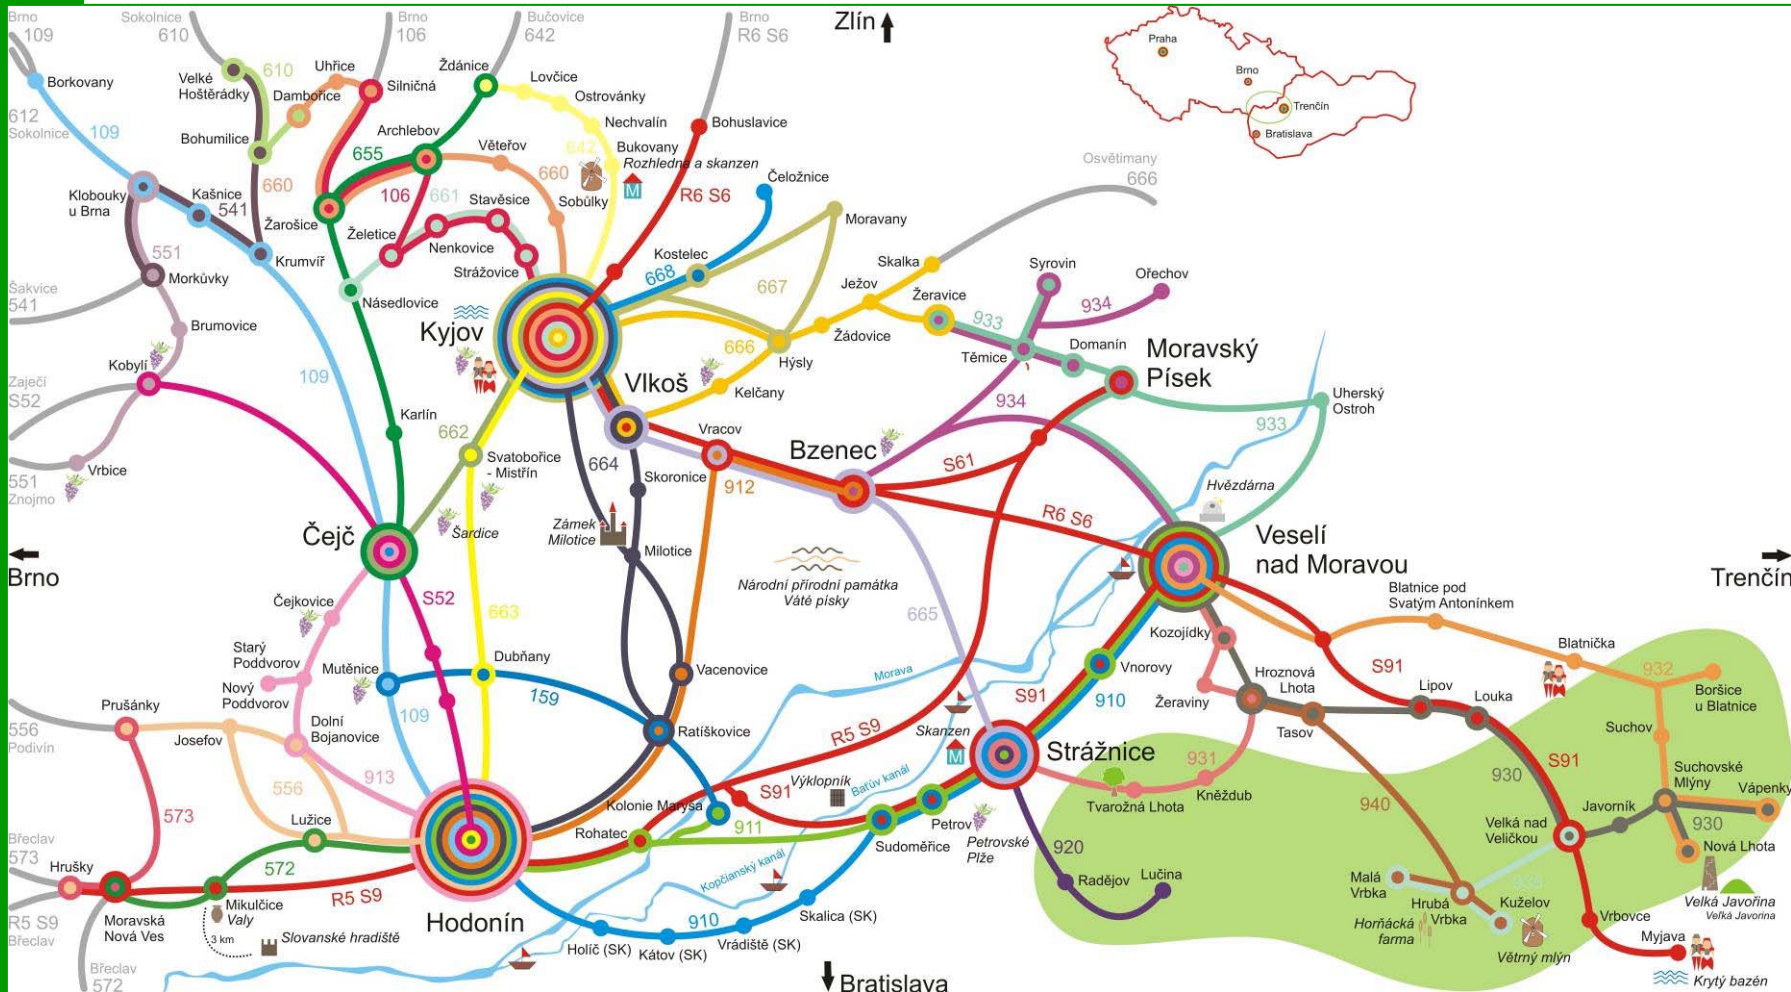 Brno
109
Sokolnice
610
Brno
106
Bučovice
642
Brno
R6 S6
Zlín
Praha
Brno
Trenčín
Bratislava
Borkovany
612
Sokolnice
109
Velké
Hoštěrádky
610
Uhřice
Dambořice
Silničná
Ždánice
Lovčice
Ostrovánky
Nechvalín
642
Bukovany
Rozhledna a skanzen
M
Bohuslavice
R6 S6
Čeložnice
Osvětimany
666
Bohumilice
660
Archlebov
655
106
661
Věteřov
660
Sobůlky
Klobouky
u Brna
Kašnice
541
Krumvíř
Žarošice
Želetice
Stavěsice
Nenkovice
Strážovice
551
Morkůvky
Šakvice
541
Násedlovice
Brumovice
Kobylí
Zaječí
S52
551
Znojmo
Vrbice
109
Karlín
Kyjov
Kostelec
668
Moravany
667
666
Hýsly
Kelčany
Žádovice
Ježov
Skalka
Žeravice
933
Syrovin
Ořechov
934
Těmice
Domanín
Moravský
Písek
Uherský
Ostroh
933
934
Vlkoš
Vracov
912
Bzenec
S61
R6 S6
Hvězdárna
Veselí
nad Moravou
662
Svatobořice
- Mistřín
Šardice
664
Skoronice
Zámek
Milotice
Milotice
Národní přírodní památka
Váté písky
665
Čejč
Brno
Trenčín
Čejkovice
Starý
Poddvorov
Nový
Poddvorov
Mutěnice
S52
663
Dubňany
159
109
Dolní
Bojanovice
913
Vacenovice
Ratíškovice
Kolonie Maryša
Morava
R5 S9
S91
Výklopník
Baťův kanál
Skanzen
M
Strážnice
S91
910
Vnorovy
Kozojídky
Žeraviny
Hroznová
Lhota
Tasov
931
Kněždub
Tvarožná Lhota
Blatnice pod
Svatým Antonínkem
Blatnička
932
Boršice
u Blatnice
Suchov
S91
Lipov
Louka
S91
930
Suchovské
Mlýny
Vápenky
Javorník
930
Nová Lhota
Velká nad
Veličkou
Velká Javořina
Veľká Javorina
940
935
Malá
Vrbka
Hrubá
Vrbka
Kuželov
Horňácká
farma
Větrný mlýn
Vrbovce
Myjava
Krytý bazén
556
Podivín
Prušánky
Josefov
556
573
Lužice
572
Břeclav
573
Hrušky
R5 S9
Břeclav
Moravská
Nová Ves
Mikulčice
Valy
3 km
Slovanské hradiště
R5 S9
Břeclav
572
Hodonín
Rohatec
911
Sudoměřice
Petrov
Petrovské
Plže
920
Radějov
Lučina
Kopčianský kanál
910
Holíč (SK)
Kátov (SK)
Vrádiště (SK)
Skalica (SK)
Bratislava